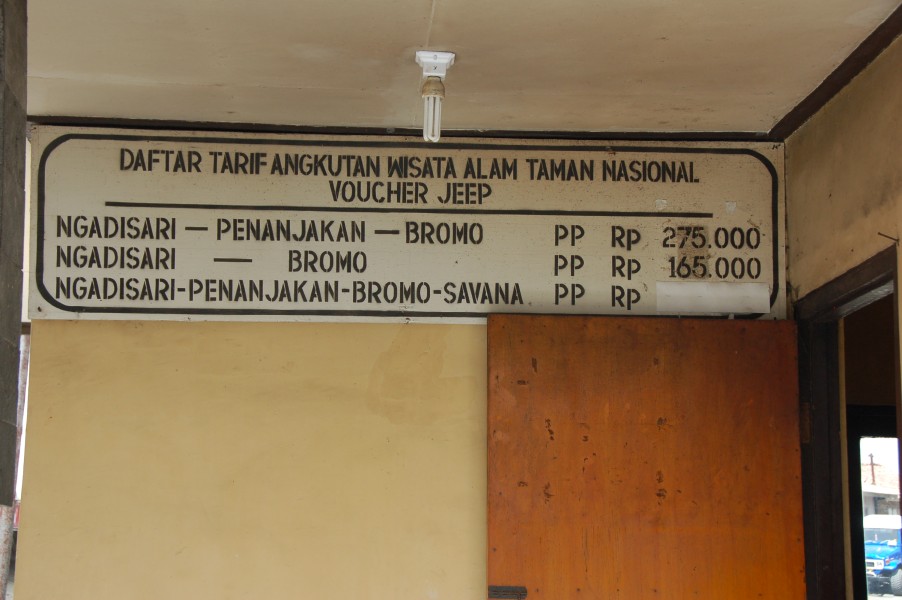 DAFTAR TARIF ANGKUTAN WISATA ALAM TAMAN NASIONAL
VOUCHER JEEP
NGADISARI — PENANJAKAN — BROMO PP Rp 275.000
NGADISARI — BROMO PP Rp 165.000
NGADISARI-PENANJAKAN-BROMO-SAVANA PP Rp